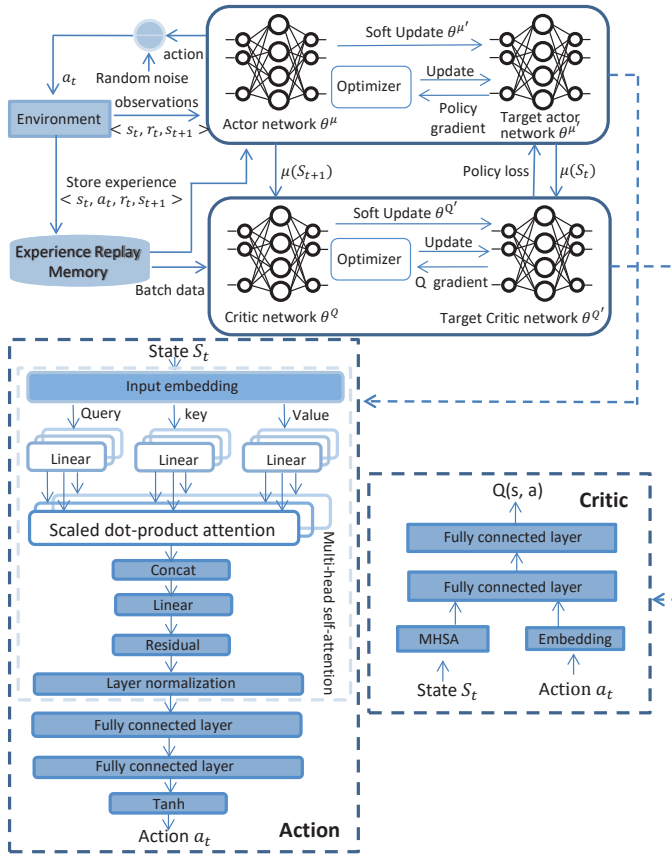 action
a_t
Random noise
Environment
observations
< s_t, r_t, s_{t+1} >
Soft Update θ^{μ'}
Optimizer
Update
Policy
gradient
Actor network θ^μ
Target actor
network θ^{μ'}
Store experience
< s_t, a_t, r_t, s_{t+1} >
μ(S_{t+1})
Policy loss
μ(S_t)
Experience Replay
Memory
Batch data
Soft Update θ^{Q'}
Optimizer
Update
Q gradient
Critic network θ^Q
Target Critic network θ^{Q'}
State S_t
Input embedding
Query
key
Value
Linear
Linear
Linear
Scaled dot-product attention
Multi-head self-attention
Concat
Linear
Residual
Layer normalization
Fully connected layer
Fully connected layer
Tanh
Action a_t
Action
Q(s, a)
Critic
Fully connected layer
Fully connected layer
MHSA
Embedding
State S_t
Action a_t